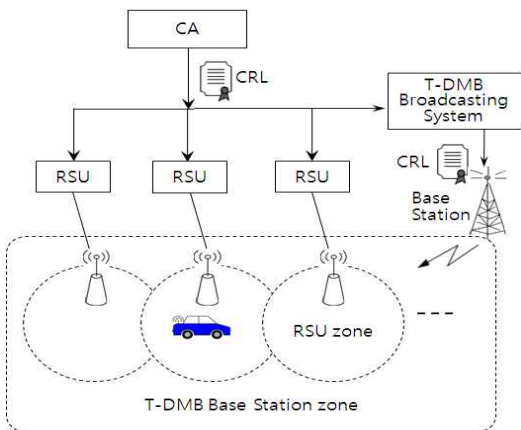 CA
CRL
T-DMB
Broadcasting
System
RSU
RSU
RSU
CRL
Base
Station
RSU zone
T-DMB Base Station zone